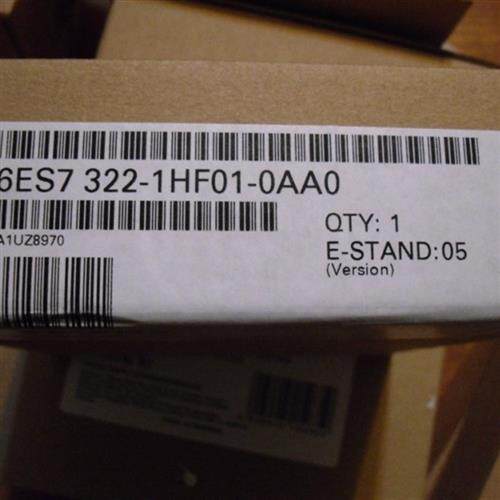 6ES7 322-1HF01-0AA0
A1UZ8970
QTY: 1
E-STAND:05
(Version)